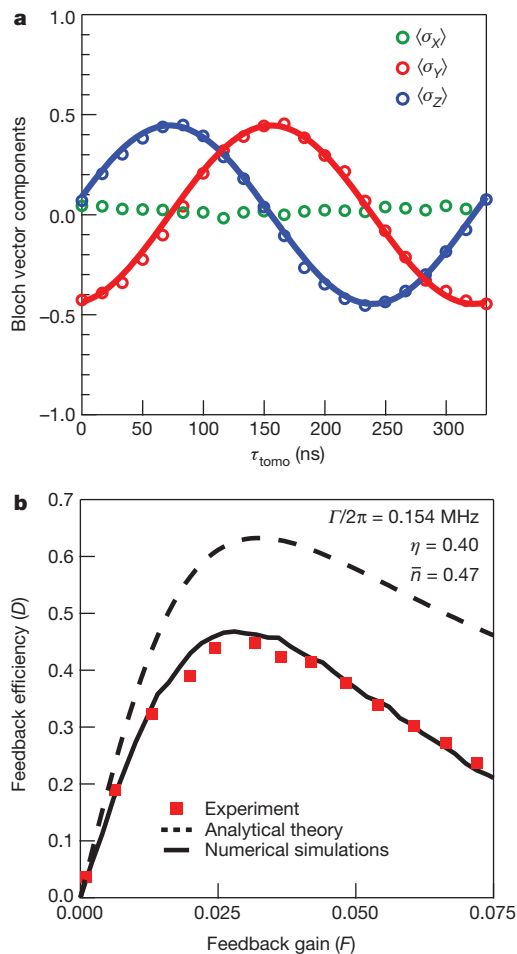 a
1.0
0.5
0.0
−0.5
−1.0
Bloch vector components
⟨σX⟩
⟨σY⟩
⟨σZ⟩
0 50 100 150 200 250 300
τtomo (ns)
b
0.7
0.6
0.5
0.4
0.3
0.2
0.1
0.0
Feedback efficiency (D)
Γ/2π = 0.154 MHz
η = 0.40
n̄ = 0.47
Experiment
Analytical theory
Numerical simulations
0.000 0.025 0.050 0.075
Feedback gain (F)